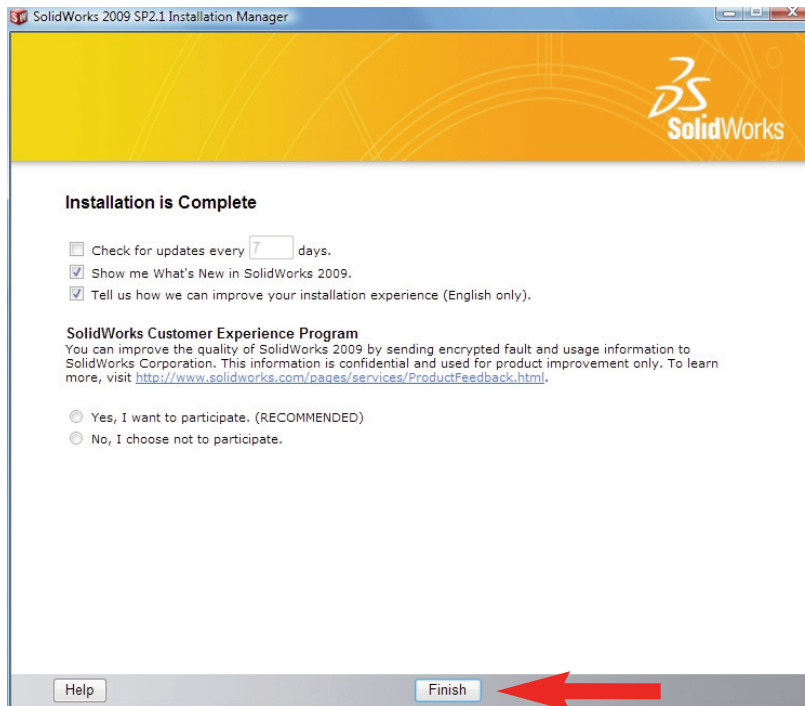 SolidWorks 2009 SP2.1 Installation Manager
SolidWorks
Installation is Complete
Check for updates every 7 days.
Show me What's New in SolidWorks 2009.
Tell us how we can improve your installation experience (English only).
SolidWorks Customer Experience Program
You can improve the quality of SolidWorks 2009 by sending encrypted fault and usage information to
SolidWorks Corporation. This information is confidential and used for product improvement only. To learn
more, visit http://www.solidworks.com/pages/services/ProductFeedback.html.
Yes, I want to participate. (RECOMMENDED)
No, I choose not to participate.
Help Finish